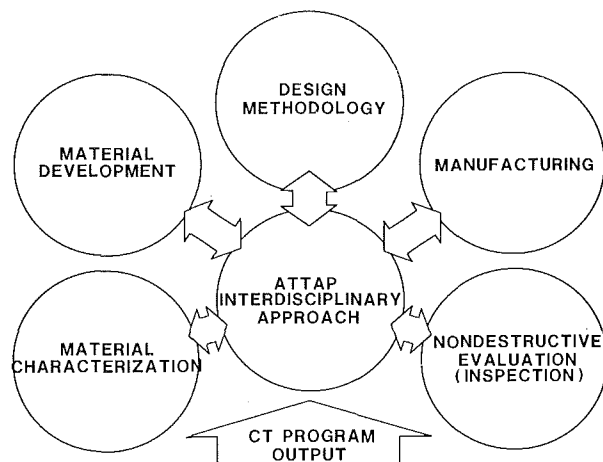 DESIGN
METHODOLOGY
MATERIAL
DEVELOPMENT
MANUFACTURING
ATTAP
INTERDISCIPLINARY
APPROACH
MATERIAL
CHARACTERIZATION
NONDESTRUCTIVE
EVALUATION
(INSPECTION)
CT PROGRAM
OUTPUT